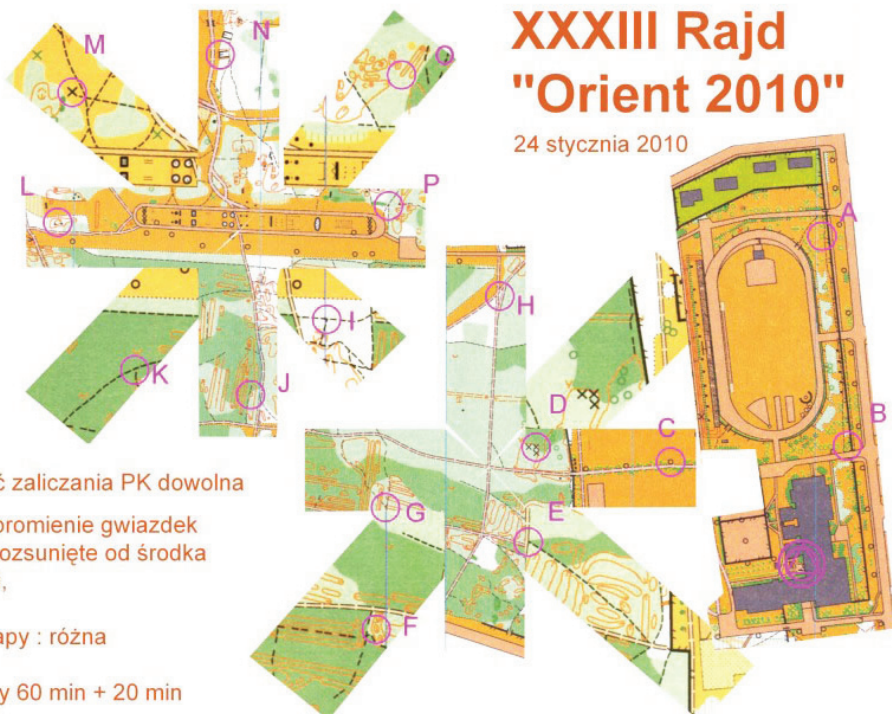 XXXIII Rajd
"Orient 2010"
24 stycznia 2010
M
N
O
L
P
A
H
I
K
J
D
B
C
G
E
F
ć zaliczania PK dowolna
promienie gwiazdek
ozsunięte od środka
apy : różna
y 60 min + 20 min